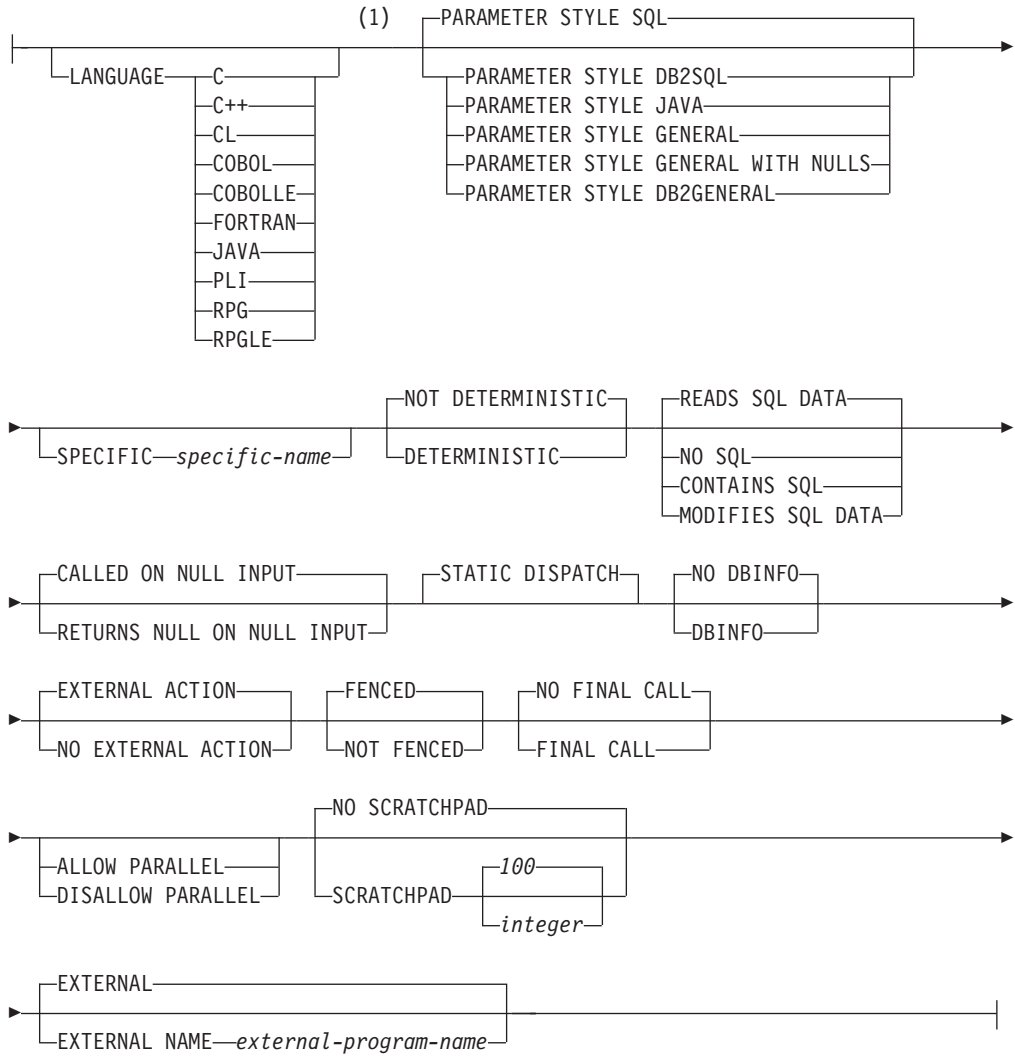 (1) PARAMETER STYLE SQL
LANGUAGE C PARAMETER STYLE DB2SQL
C++ PARAMETER STYLE JAVA
CL PARAMETER STYLE GENERAL
COBOL PARAMETER STYLE GENERAL WITH NULLS
COBOLLE PARAMETER STYLE DB2GENERAL
FORTRAN
JAVA
PLI
RPG
RPGLE
NOT DETERMINISTIC READS SQL DATA
SPECIFIC specific-name DETERMINISTIC NO SQL
CONTAINS SQL
MODIFIES SQL DATA
CALLED ON NULL INPUT STATIC DISPATCH NO DBINFO
RETURNS NULL ON NULL INPUT DBINFO
EXTERNAL ACTION FENCED NO FINAL CALL
NO EXTERNAL ACTION NOT FENCED FINAL CALL
NO SCRATCHPAD
ALLOW PARALLEL 100
DISALLOW PARALLEL SCRATCHPAD
integer
EXTERNAL
EXTERNAL NAME external-program-name